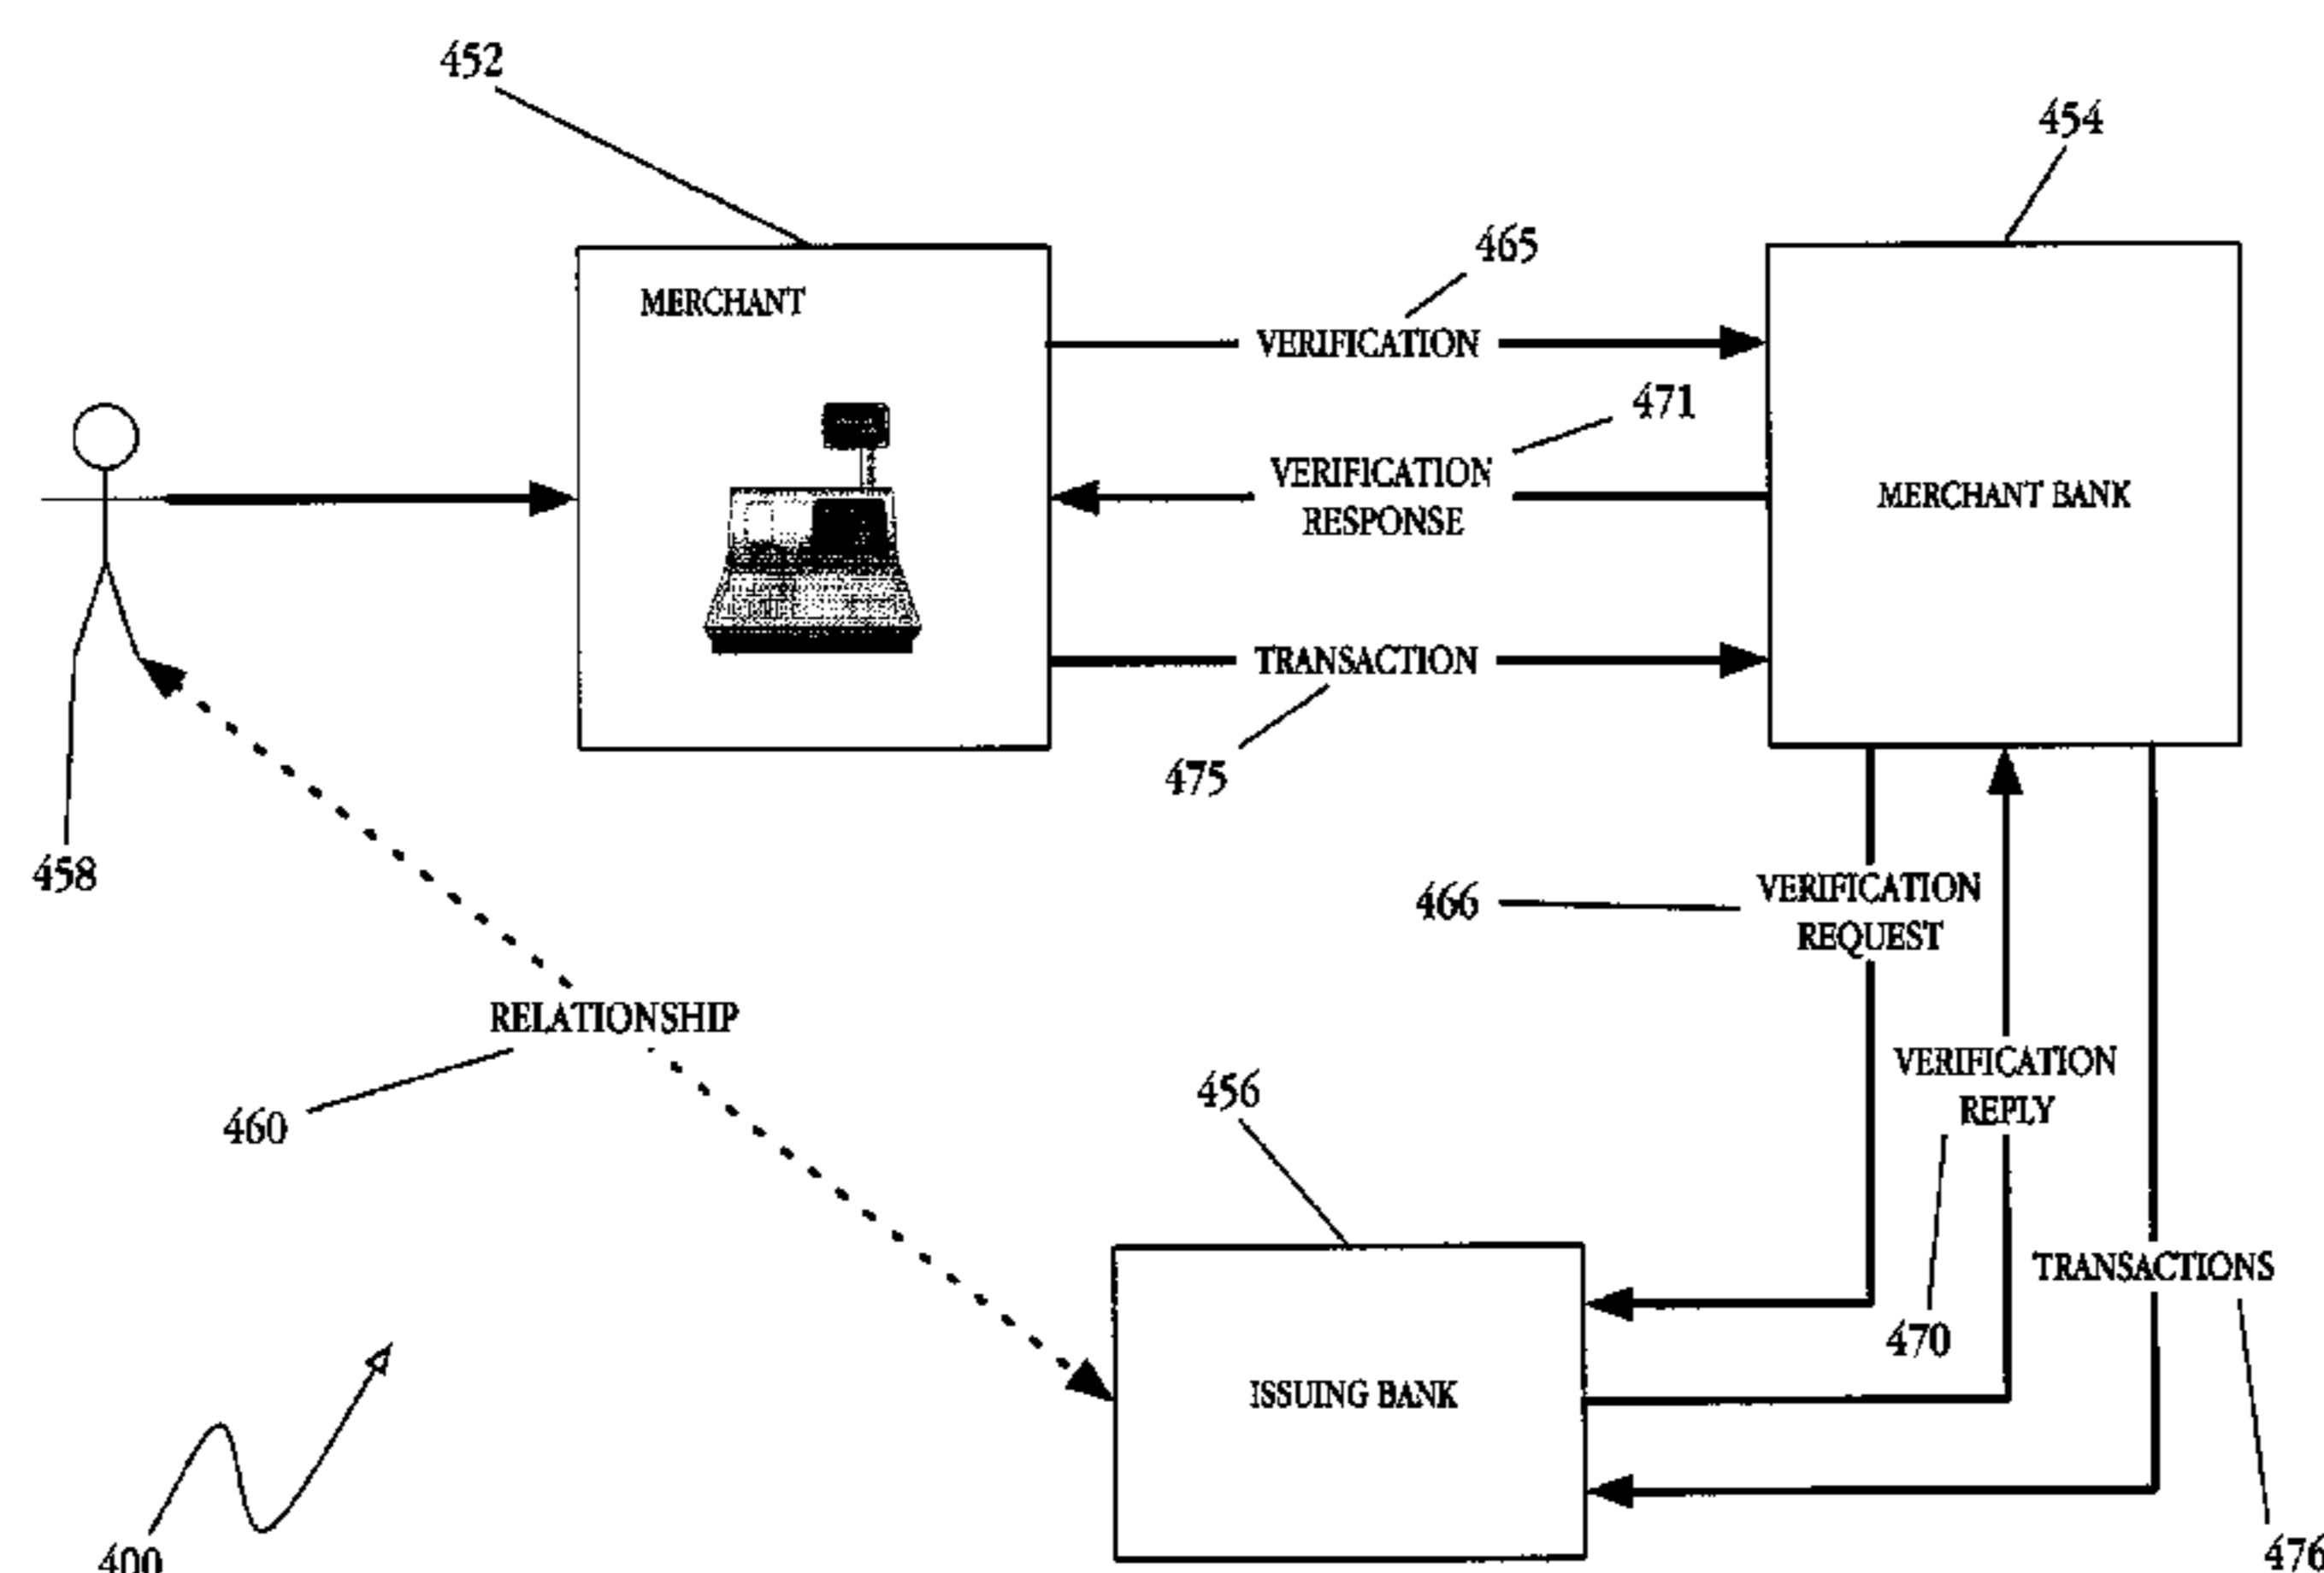 452
454
465
MERCHANT
VERIFICATION
471
VERIFICATION
RESPONSE
MERCHANT BANK
TRANSACTION
475
458
466
VERIFICATION
REQUEST
RELATIONSHIP
460
VERIFICATION
REPLY
456
TRANSACTIONS
470
ISSUING BANK
400
476